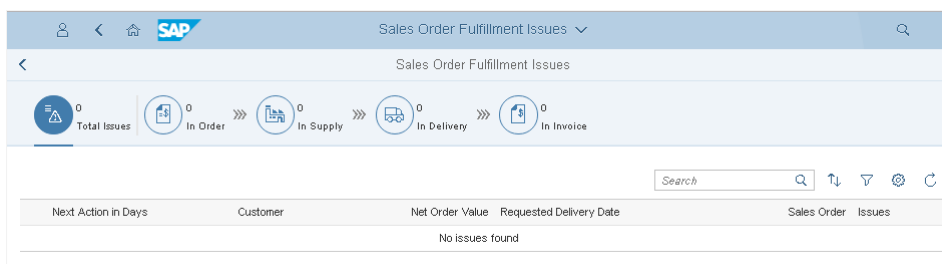 SAP Sales Order Fulfillment Issues
Sales Order Fulfillment Issues
0 0 0 0 0
Total Issues In Order In Supply In Delivery In Invoice
Search
Next Action in Days Customer Net Order Value Requested Delivery Date Sales Order Issues
No issues found